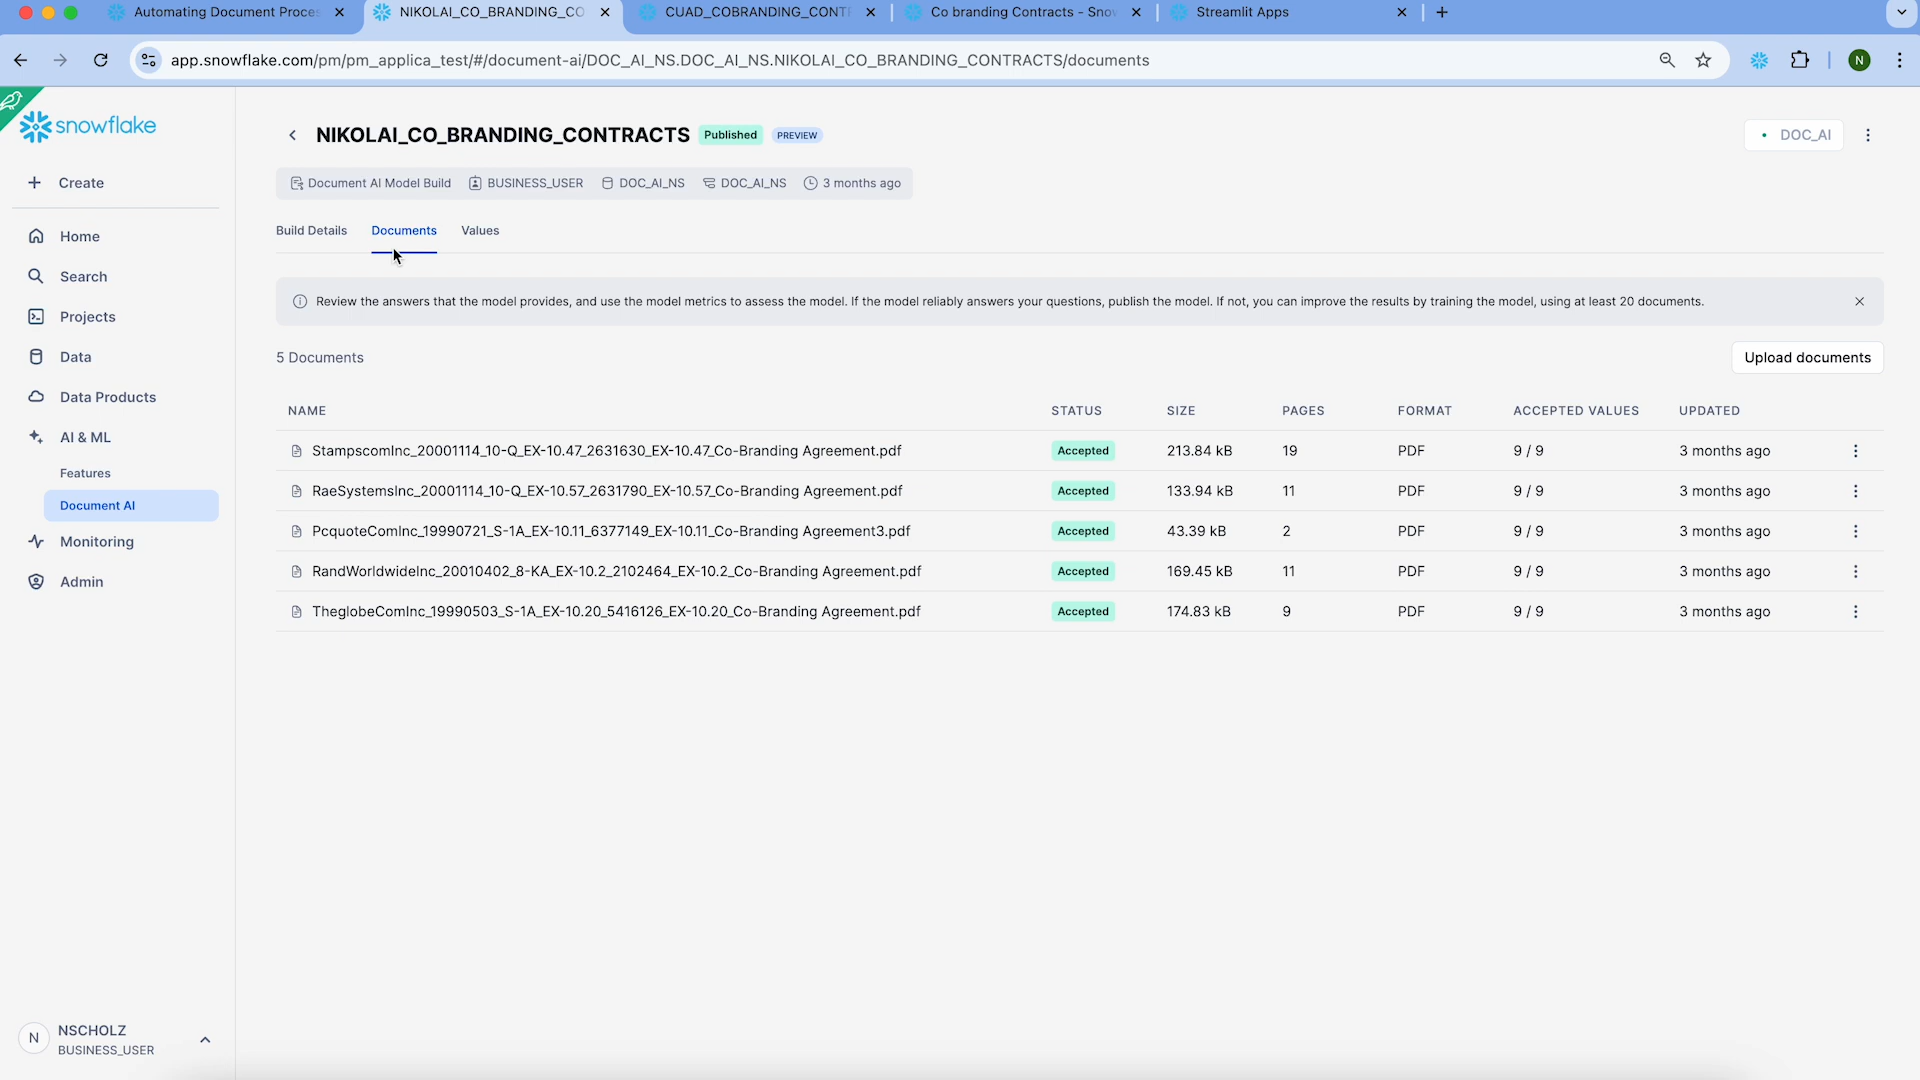 Automating Document Proces
NIKOLAI_CO_BRANDING_CO
CUAD_COBRANDING_CONT
Co branding Contracts - Snow
Streamlit Apps
app.snowflake.com/pm/pm_applica_test/#/document-ai/DOC_AI_NS.DOC_AI_NS.NIKOLAI_CO_BRANDING_CONTRACTS/documents
N
snowflake
Create
Home
Search
Projects
Data
Data Products
AI & ML
Features
Document AI
Monitoring
Admin
N
NSCHOLZ
BUSINESS_USER
NIKOLAI_CO_BRANDING_CONTRACTS Published PREVIEW
DOC_AI
Document AI Model Build BUSINESS_USER DOC_AI_NS DOC_AI_NS 3 months ago
Build Details Documents Values
Review the answers that the model provides, and use the model metrics to assess the model. If the model reliably answers your questions, publish the model. If not, you can improve the results by training the model, using at least 20 documents.
5 Documents
Upload documents
NAME STATUS SIZE PAGES FORMAT ACCEPTED VALUES UPDATED
StampscomInc_20001114_10-Q_EX-10.47_2631630_EX-10.47_Co-Branding Agreement.pdf Accepted 213.84 kB 19 PDF 9 / 9 3 months ago
RaeSystemsInc_20001114_10-Q_EX-10.57_2631790_EX-10.57_Co-Branding Agreement.pdf Accepted 133.94 kB 11 PDF 9 / 9 3 months ago
PcquoteComInc_19990721_S-1A_EX-10.11_6377149_EX-10.11_Co-Branding Agreement3.pdf Accepted 43.39 kB 2 PDF 9 / 9 3 months ago
RandWorldwideInc_20010402_8-KA_EX-10.2_2102464_EX-10.2_Co-Branding Agreement.pdf Accepted 169.45 kB 11 PDF 9 / 9 3 months ago
TheglobeComInc_19990503_S-1A_EX-10.20_5416126_EX-10.20_Co-Branding Agreement.pdf Accepted 174.83 kB 9 PDF 9 / 9 3 months ago